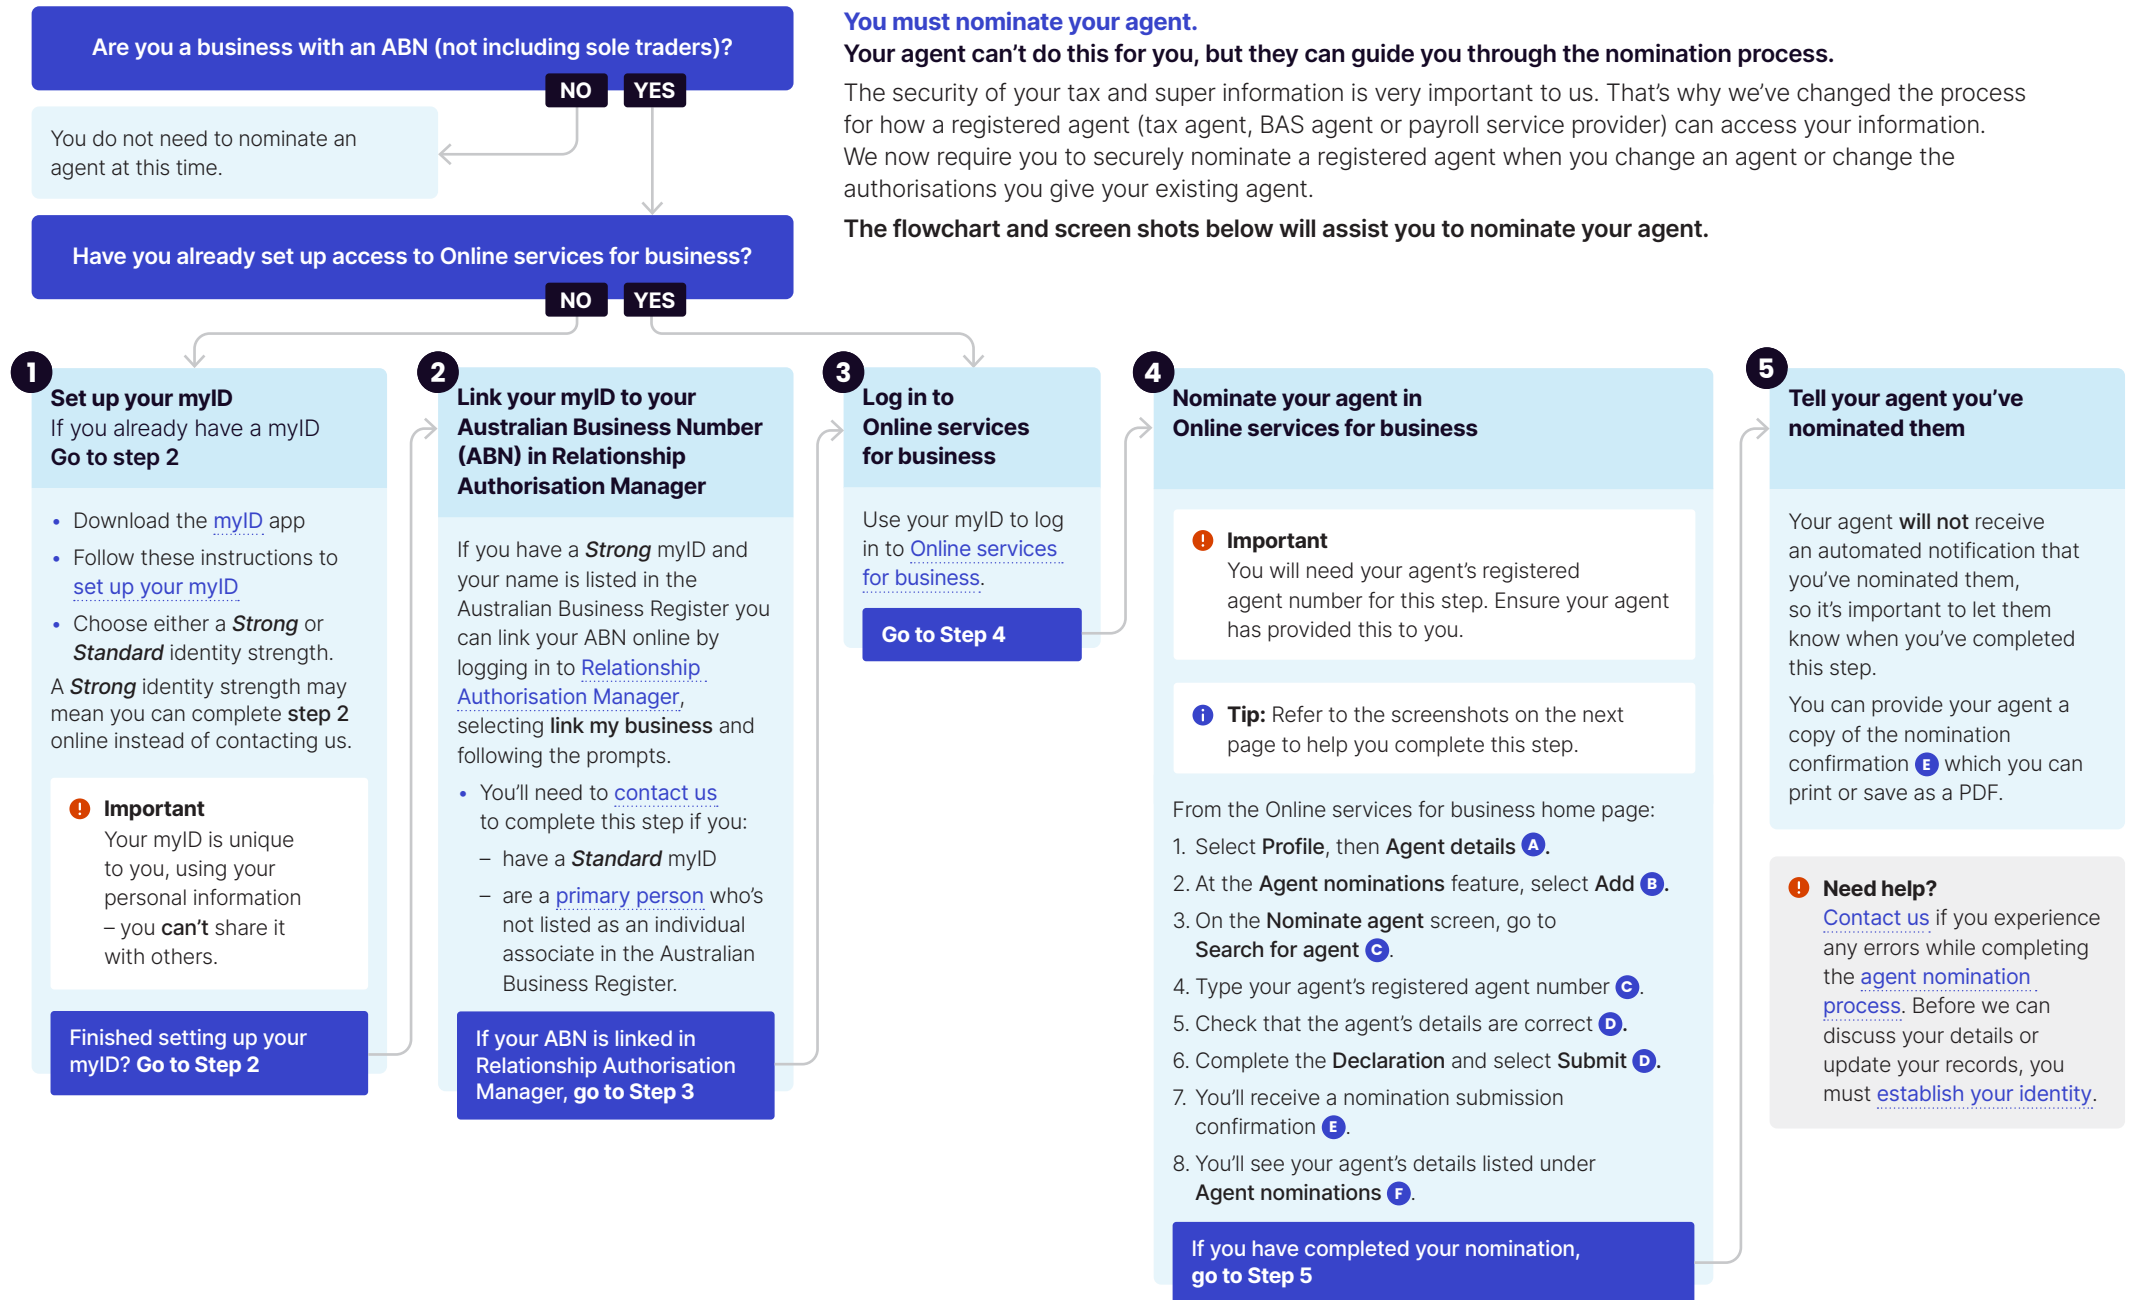 Are you a business with an ABN (not including sole traders)?
NO YES
You do not need to nominate an
agent at this time.
Have you already set up access to Online services for business?
NO YES
You must nominate your agent.
Your agent can’t do this for you, but they can guide you through the nomination process.
The security of your tax and super information is very important to us. That’s why we’ve changed the process
for how a registered agent (tax agent, BAS agent or payroll service provider) can access your information.
We now require you to securely nominate a registered agent when you change an agent or change the
authorisations you give your existing agent.
The flowchart and screen shots below will assist you to nominate your agent.
1
Set up your myID
If you already have a myID
Go to step 2
• Download the myID app
• Follow these instructions to
set up your myID
• Choose either a Strong or
Standard identity strength.
A Strong identity strength may
mean you can complete step 2
online instead of contacting us.
! Important
Your myID is unique
to you, using your
personal information
– you can’t share it
with others.
Finished setting up your
myID? Go to Step 2
2
Link your myID to your
Australian Business Number
(ABN) in Relationship
Authorisation Manager
If you have a Strong myID and
your name is listed in the
Australian Business Register you
can link your ABN online by
logging in to Relationship
Authorisation Manager,
selecting link my business and
following the prompts.
• You’ll need to contact us
to complete this step if you:
– have a Standard myID
– are a primary person who’s
not listed as an individual
associate in the Australian
Business Register.
If your ABN is linked in
Relationship Authorisation
Manager, go to Step 3
3
Log in to
Online services
for business
Use your myID to log
in to Online services
for business.
Go to Step 4
4
Nominate your agent in
Online services for business
! Important
You will need your agent’s registered
agent number for this step. Ensure your agent
has provided this to you.
i Tip: Refer to the screenshots on the next
page to help you complete this step.
From the Online services for business home page:
1. Select Profile, then Agent details A.
2. At the Agent nominations feature, select Add B.
3. On the Nominate agent screen, go to
Search for agent C.
4. Type your agent’s registered agent number C.
5. Check that the agent’s details are correct D.
6. Complete the Declaration and select Submit D.
7. You’ll receive a nomination submission
confirmation E.
8. You’ll see your agent’s details listed under
Agent nominations F.
If you have completed your nomination,
go to Step 5
5
Tell your agent you’ve
nominated them
Your agent will not receive
an automated notification that
you’ve nominated them,
so it’s important to let them
know when you’ve completed
this step.
You can provide your agent a
copy of the nomination
confirmation E which you can
print or save as a PDF.
! Need help?
Contact us if you experience
any errors while completing
the agent nomination
process. Before we can
discuss your details or
update your records, you
must establish your identity.